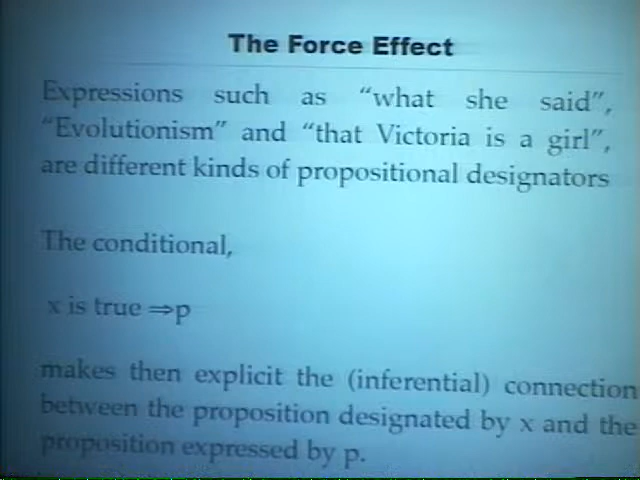 The Force Effect
Expressions such as “what she said”,
“Evolutionism” and “that Victoria is a girl”,
are different kinds of propositional designators
The conditional,
x is true ⇒p
makes then explicit the (inferential) connection
between the proposition designated by x and the
proposition expressed by p.